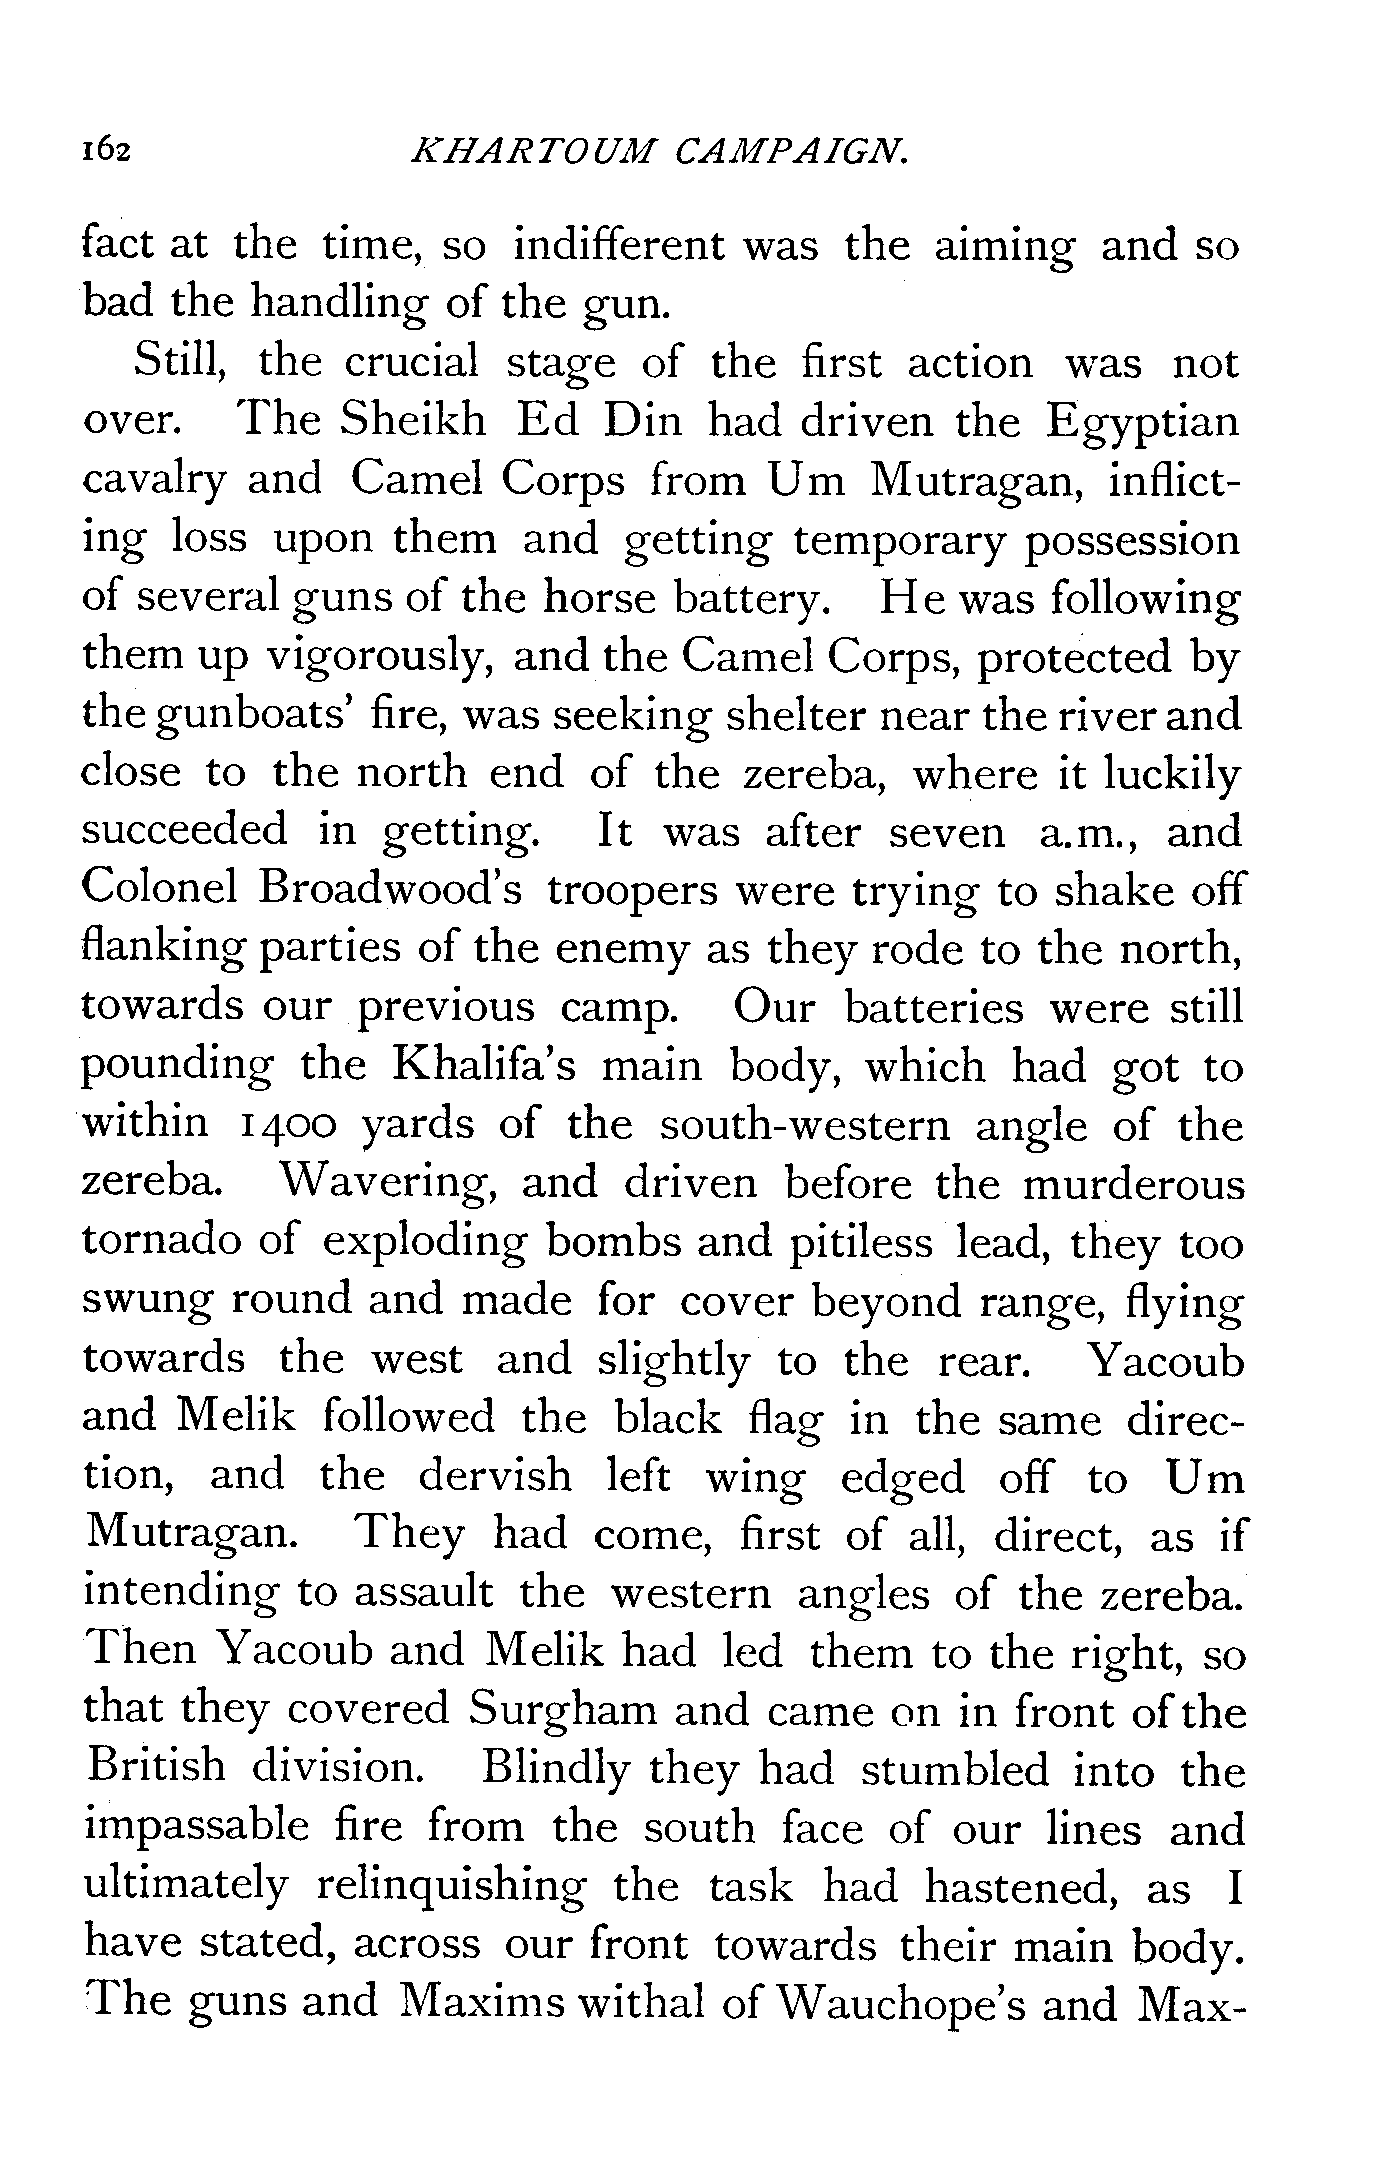 162 KHARTOUM CAMPAIGN.
fact at the time, so indifferent was the aiming and so
bad the handling of the gun.
Still, the crucial stage of the first action was not
over. The Sheikh Ed Din had driven the Egyptian
cavalry and Camel Corps from Um Mutragan, inflict-
ing loss upon them and getting temporary possession
of several guns of the horse battery. He was following
them up vigorously, and the Camel Corps, protected by
the gunboats' fire, was seeking shelter near the river and
close to the north end of the zereba, where it luckily
succeeded in getting. It was after seven a.m., and
Colonel Broadwood's troopers were trying to shake off
flanking parties of the enemy as they rode to the north,
towards our previous camp. Our batteries were still
pounding the Khalifa's main body, which had got to
within 1400 yards of the south-western angle of the
zereba. Wavering, and driven before the murderous
tornado of exploding bombs and pitiless lead, they too
swung round and made for cover beyond range, flying
towards the west and slightly to the rear. Yacoub
and Melik followed the black flag in the same direc-
tion, and the dervish left wing edged off to Um
Mutragan. They had come, first of all, direct, as if
intending to assault the western angles of the zereba.
Then Yacoub and Melik had led them to the right, so
that they covered Surgham and came on in front of the
British division. Blindly they had stumbled into the
impassable fire from the south face of our lines and
ultimately relinquishing the task had hastened, as I
have stated, across our front towards their main body.
The guns and Maxims withal of Wauchope's and Max-